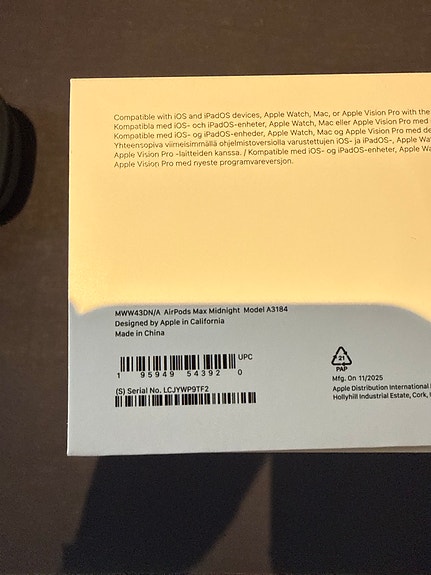 Compatible with iOS and iPadOS devices, Apple Watch, Mac, or Apple Vision Pro with the
Kompatibla med iOS- och iPadOS-enheter, Apple Watch, Mac eller Apple Vision Pro med
Kompatible med iOS- og iPadOS-enheder, Apple Watch, Mac og Apple Vision Pro med de
Yhteensopiva viimeisimmällä ohjelmistoversiolla varustettujen iOS- ja iPadOS-, Apple Wat
Apple Vision Pro -laitteiden kanssa. / Kompatible med iOS- og iPadOS-enheter, Apple Wa
Apple Vision Pro med nyeste programvareversjon.
MWW43DN/A AirPods Max Midnight Model A3184
Designed by Apple in California
Made in China
UPC
1 95949 54392 0
(S) Serial No. LCJYWP9TF2
21
PAP
Mfg. On 11/2025
Apple Distribution International
Hollyhill Industrial Estate, Cork,